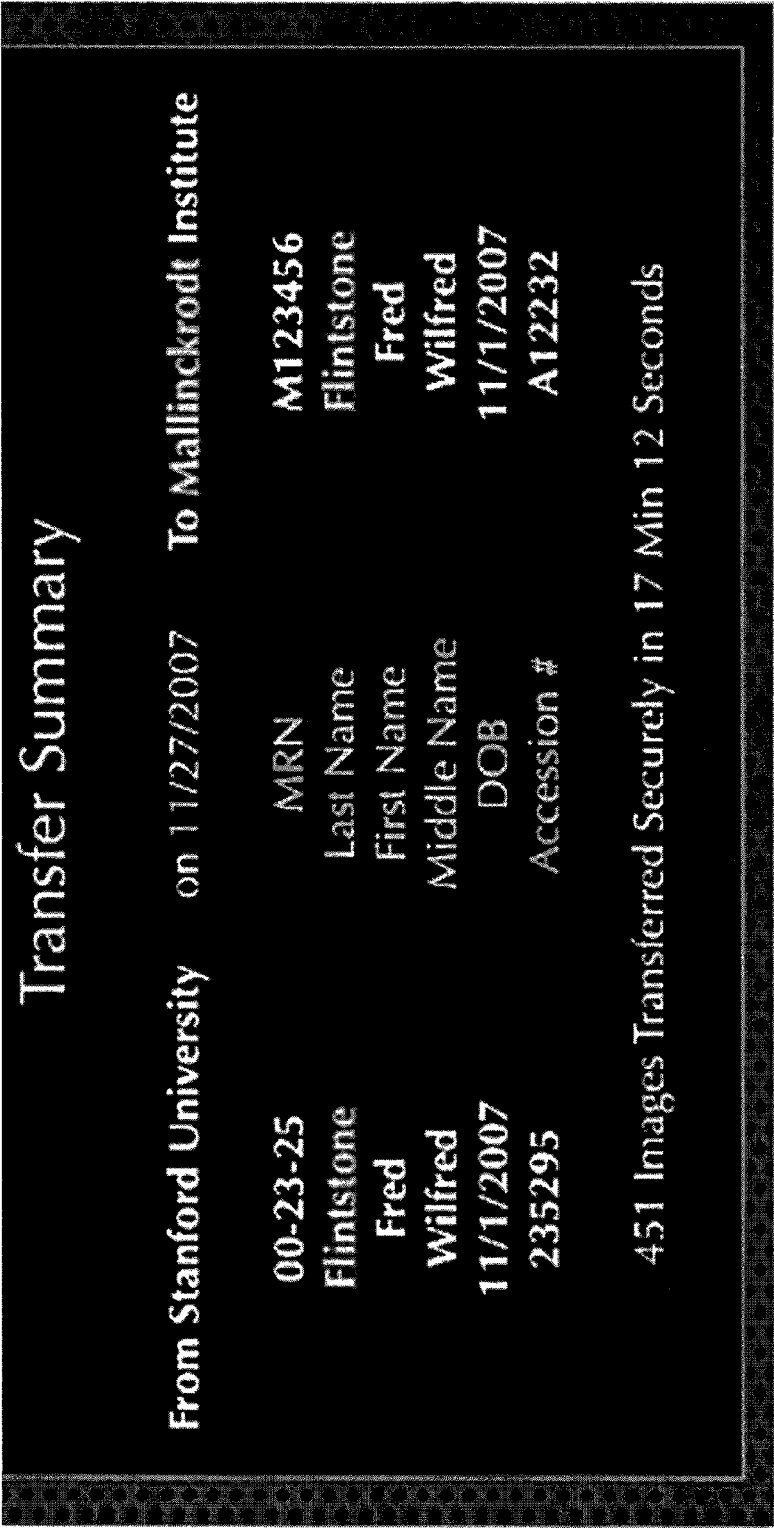 Transfer Summary
From Stanford University on 11/27/2007 To Mallinckrodt Institute
00-23-25 MRN M123456
Flintstone Last Name Flintstone
Fred First Name Fred
Wilfred Middle Name Wilfred
11/1/2007 DOB 11/1/2007
235295 Accession # A12232
451 Images Transferred Securely in 17 Min 12 Seconds